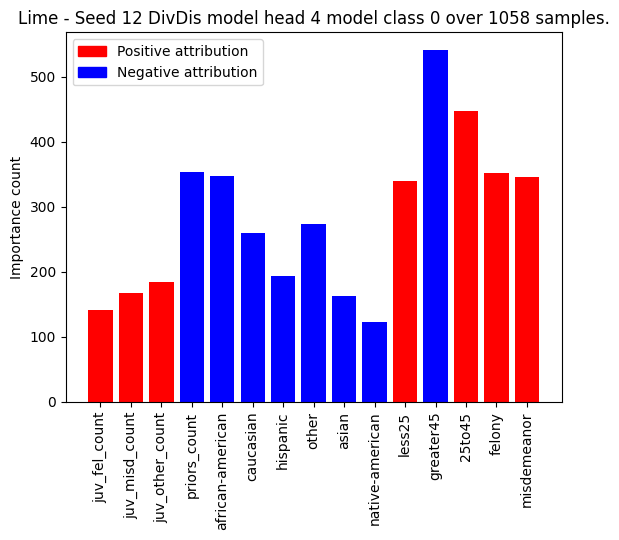 Lime - Seed 12 DivDis model head 4 model class 0 over 1058 samples.
Positive attribution
Negative attribution
Importance count
500
400
300
200
100
0
juv_fel_count
juv_misd_count
juv_other_count
priors_count
african-american
caucasian
hispanic
other
asian
native-american
less25
greater45
25to45
felony
misdemeanor